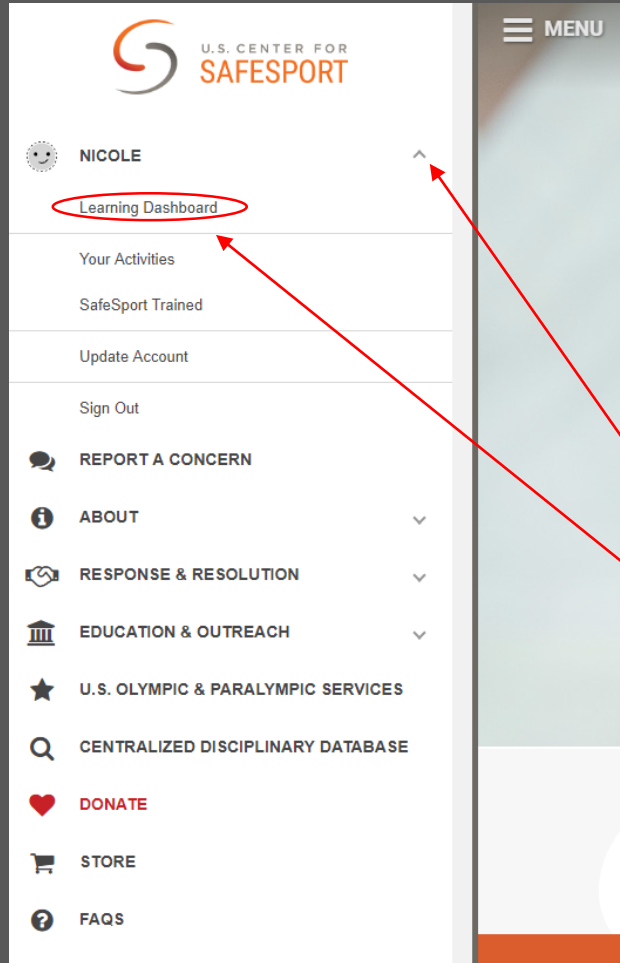 U.S. CENTER FOR
SAFESPORT
MENU
NICOLE
Learning Dashboard
Your Activities
SafeSport Trained
Update Account
Sign Out
REPORT A CONCERN
ABOUT
RESPONSE & RESOLUTION
EDUCATION & OUTREACH
U.S. OLYMPIC & PARALYMPIC SERVICES
CENTRALIZED DISCIPLINARY DATABASE
DONATE
STORE
FAQS